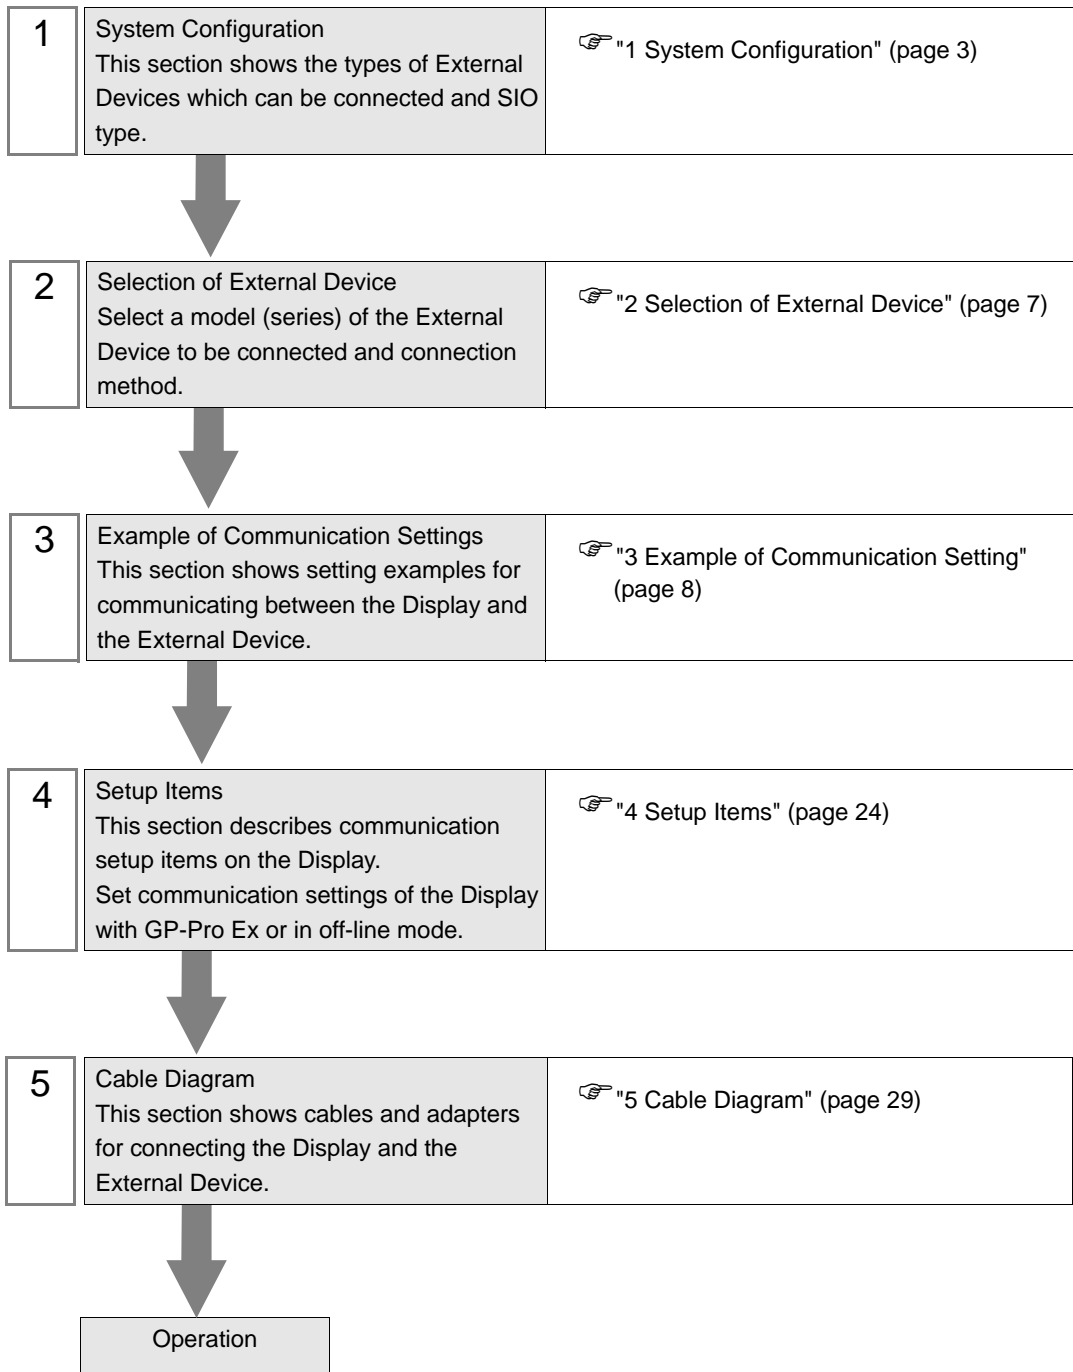 1
System Configuration
This section shows the types of External
Devices which can be connected and SIO
type.
"1 System Configuration" (page 3)
2
Selection of External Device
Select a model (series) of the External
Device to be connected and connection
method.
"2 Selection of External Device" (page 7)
3
Example of Communication Settings
This section shows setting examples for
communicating between the Display and
the External Device.
"3 Example of Communication Setting"
(page 8)
4
Setup Items
This section describes communication
setup items on the Display.
Set communication settings of the Display
with GP-Pro Ex or in off-line mode.
"4 Setup Items" (page 24)
5
Cable Diagram
This section shows cables and adapters
for connecting the Display and the
External Device.
"5 Cable Diagram" (page 29)
Operation